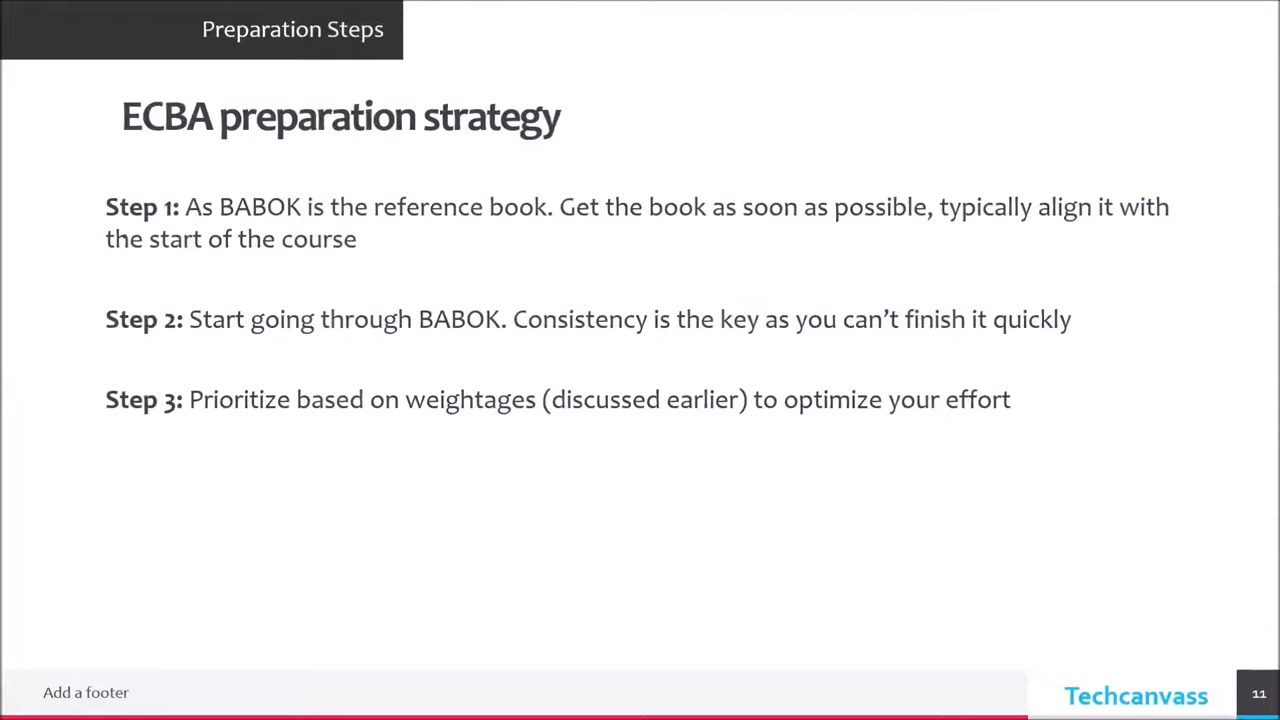 Preparation Steps
ECBA preparation strategy
Step 1: As BABOK is the reference book. Get the book as soon as possible, typically align it with
the start of the course
Step 2: Start going through BABOK. Consistency is the key as you can’t finish it quickly
Step 3: Prioritize based on weightages (discussed earlier) to optimize your effort
Add a footer
Techcanvass
11